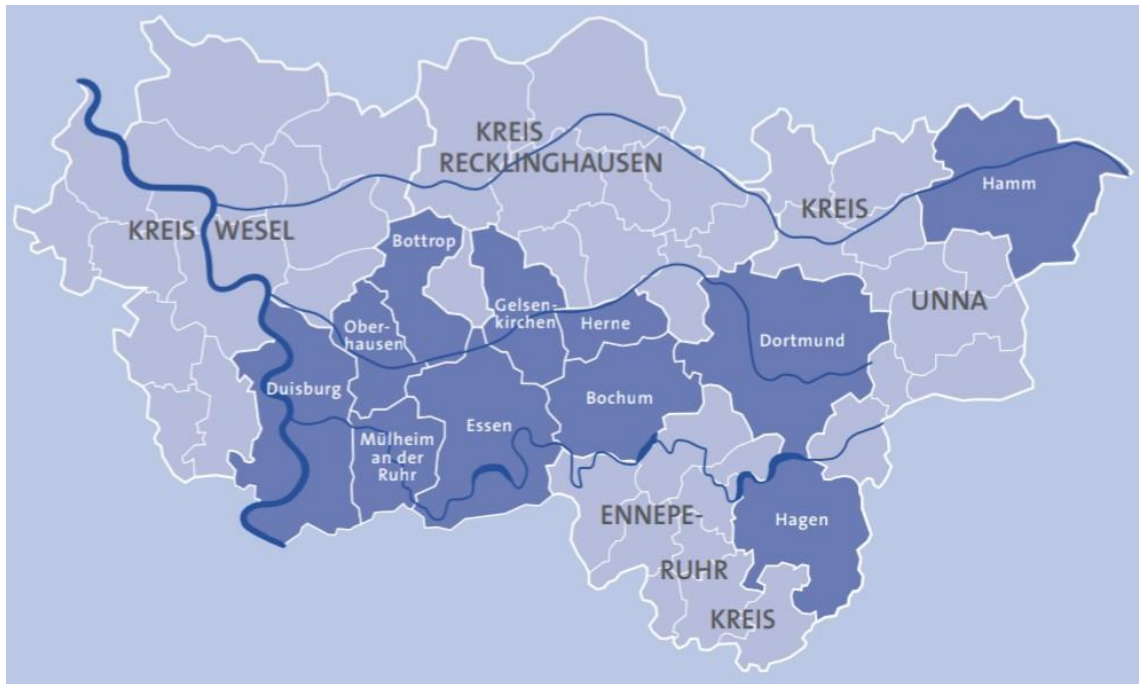 KREIS
RECKLINGHAUSEN
Hamm
KREIS
KREIS WESEL
Bottrop
UNNA
Gelsen-
kirchen
Herne
Ober-
hausen
Dortmund
Duisburg
Bochum
Essen
Mülheim
an der
Ruhr
ENNEPE-
Hagen
RUHR
KREIS